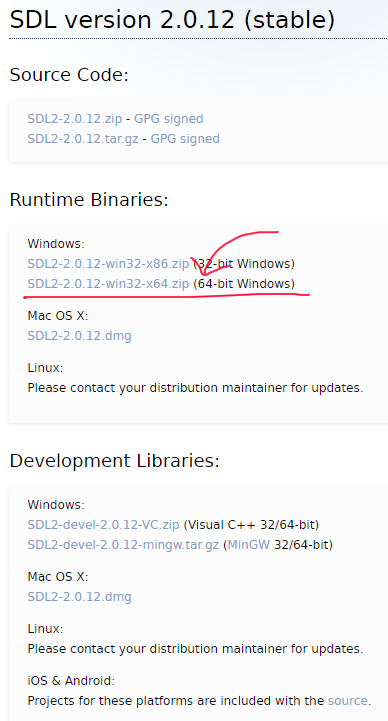 SDL version 2.0.12 (stable)
Source Code:
SDL2-2.0.12.zip - GPG signed
SDL2-2.0.12.tar.gz - GPG signed
Runtime Binaries:
Windows:
SDL2-2.0.12-win32-x86.zip (32-bit Windows)
SDL2-2.0.12-win32-x64.zip (64-bit Windows)
Mac OS X:
SDL2-2.0.12.dmg
Linux:
Please contact your distribution maintainer for updates.
Development Libraries:
Windows:
SDL2-devel-2.0.12-VC.zip (Visual C++ 32/64-bit)
SDL2-devel-2.0.12-mingw.tar.gz (MinGW 32/64-bit)
Mac OS X:
SDL2-2.0.12.dmg
Linux:
Please contact your distribution maintainer for updates.
iOS & Android:
Projects for these platforms are included with the source.